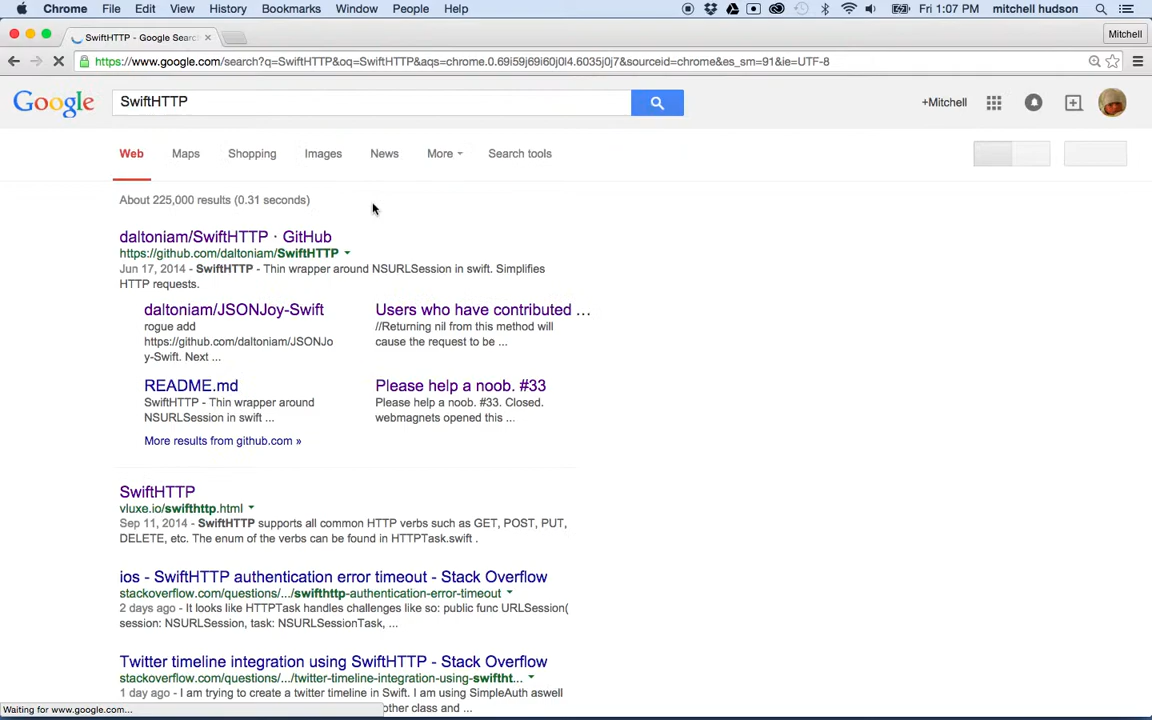 Chrome File Edit View History Bookmarks Window People Help Fri 1:07 PM mitchell hudson
SwiftHTTP - Google Searc Mitchell
https://www.google.com/search?q=SwiftHTTP&oq=SwiftHTTP&aqs=chrome.0.69i59j69i60j0l4.6035j0j7&sourceid=chrome&es_sm=91&ie=UTF-8
Google SwiftHTTP +Mitchell
Web Maps Shopping Images News More Search tools
About 225,000 results (0.31 seconds)
daltoniam/SwiftHTTP · GitHub
https://github.com/daltoniam/SwiftHTTP
Jun 17, 2014 - SwiftHTTP - Thin wrapper around NSURLSession in swift. Simplifies
HTTP requests.
daltoniam/JSONJoy-Swift
rogue add
https://github.com/daltoniam/JSONJo
y-Swift. Next ...
Users who have contributed ...
//Returning nil from this method will
cause the request to be ...
README.md
SwiftHTTP - Thin wrapper around
NSURLSession in swift ...
Please help a noob. #33
Please help a noob. #33. Closed.
webmagnets opened this ...
More results from github.com »
SwiftHTTP
vluxe.io/swifthttp.html
Sep 11, 2014 - SwiftHTTP supports all common HTTP verbs such as GET, POST, PUT,
DELETE, etc. The enum of the verbs can be found in HTTPTask.swift .
ios - SwiftHTTP authentication error timeout - Stack Overflow
stackoverflow.com/questions/.../swifthttp-authentication-error-timeout
2 days ago - It looks like HTTPTask handles challenges like so: public func URLSession(
session: NSURLSession, task: NSURLSessionTask, ...
Twitter timeline integration using SwiftHTTP - Stack Overflow
stackoverflow.com/questions/.../twitter-timeline-integration-using-swiftht...
1 day ago - I am trying to create a twitter timeline in Swift. I am using SimpleAuth aswell
Waiting for www.google.com... other class and ...